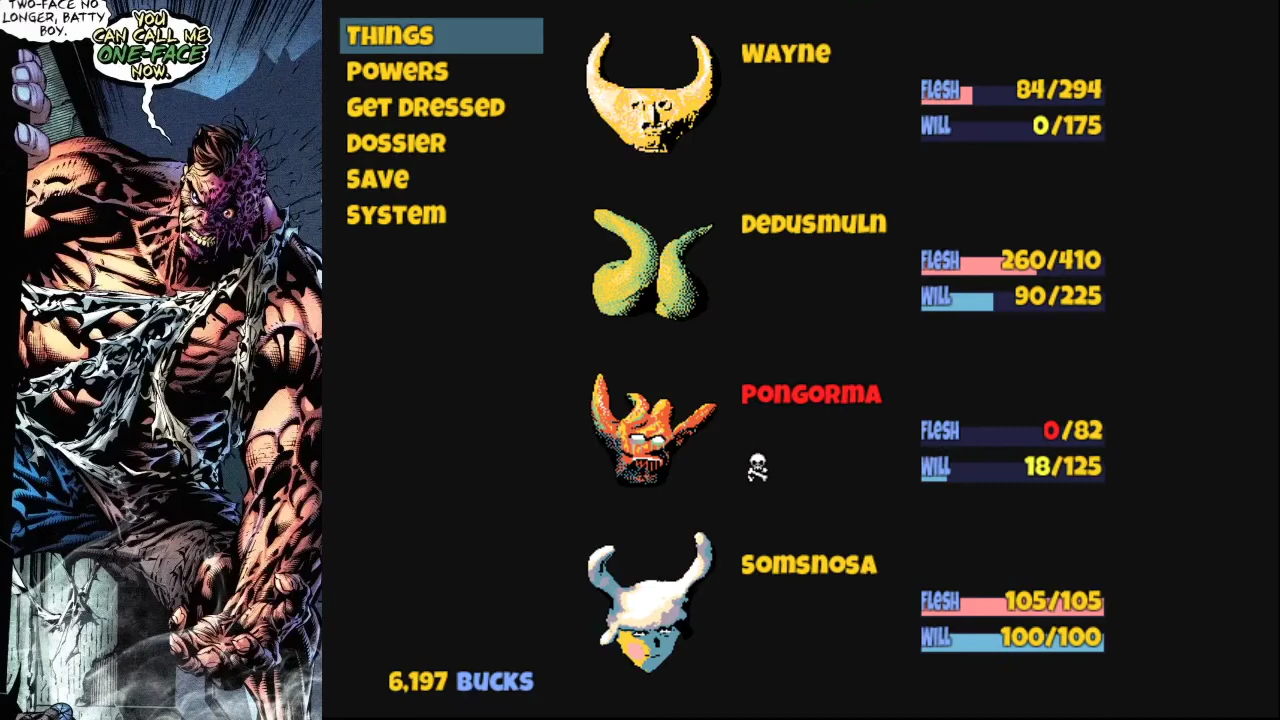 TWO-FACE NO
LONGER, BATTY
BOY.
YOU
CAN CALL ME
ONE-FACE
NOW.
THINGS
POWERS
GET DRESSED
DOSSIER
SAVE
SYSTEM
6,197 BUCKS
WAYNE
FLESH 84/294
WILL 0/175
DEDUSMULN
FLESH 260/410
WILL 90/225
PONGORMA
FLESH 0/82
WILL 18/125
SOMSNOSA
FLESH 105/105
WILL 100/100